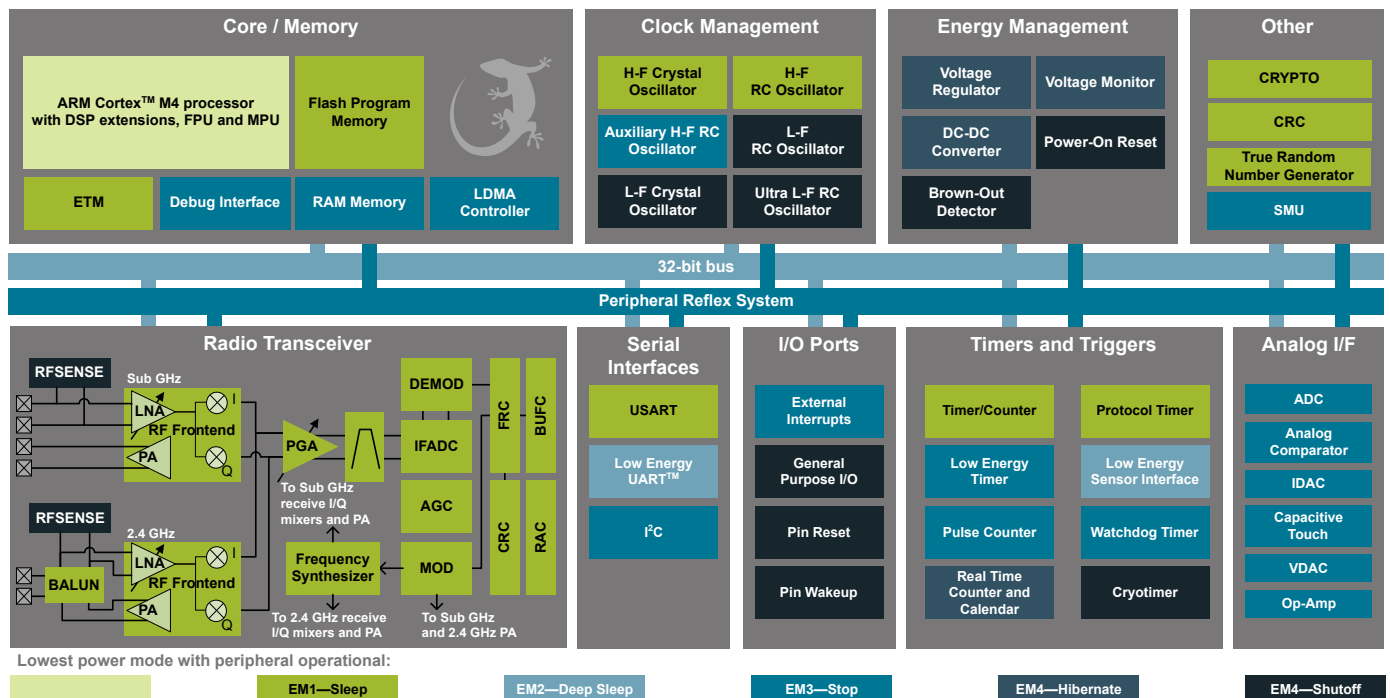 Core / Memory
ARM Cortex™ M4 processor
with DSP extensions, FPU and MPU
Flash Program
Memory
ETM
Debug Interface
RAM Memory
LDMA
Controller
Clock Management
H-F Crystal
Oscillator
H-F
RC Oscillator
Auxiliary H-F RC
Oscillator
L-F
RC Oscillator
L-F Crystal
Oscillator
Ultra L-F RC
Oscillator
Energy Management
Voltage
Regulator
Voltage Monitor
DC-DC
Converter
Power-On Reset
Brown-Out
Detector
Other
CRYPTO
CRC
True Random
Number Generator
SMU
32-bit bus
Peripheral Reflex System
Radio Transceiver
RFSENSE
Sub GHz
LNA
RF Frontend
PA
I
Q
RFSENSE
2.4 GHz
BALUN
LNA
RF Frontend
PA
I
Q
PGA
To Sub GHz
receive I/Q
mixers and PA
Frequency
Synthesizer
To 2.4 GHz receive
I/Q mixers and PA
DEMOD
IFADC
AGC
MOD
To Sub GHz
and 2.4 GHz PA
FRC
BUFC
CRC
RAC
Serial
Interfaces
USART
Low Energy
UART™
I²C
I/O Ports
External
Interrupts
General
Purpose I/O
Pin Reset
Pin Wakeup
Timers and Triggers
Timer/Counter
Protocol Timer
Low Energy
Timer
Low Energy
Sensor Interface
Pulse Counter
Watchdog Timer
Real Time
Counter and
Calendar
Cryotimer
Analog I/F
ADC
Analog
Comparator
IDAC
Capacitive
Touch
VDAC
Op-Amp
Lowest power mode with peripheral operational:
EM1—Sleep
EM2—Deep Sleep
EM3—Stop
EM4—Hibernate
EM4—Shutoff